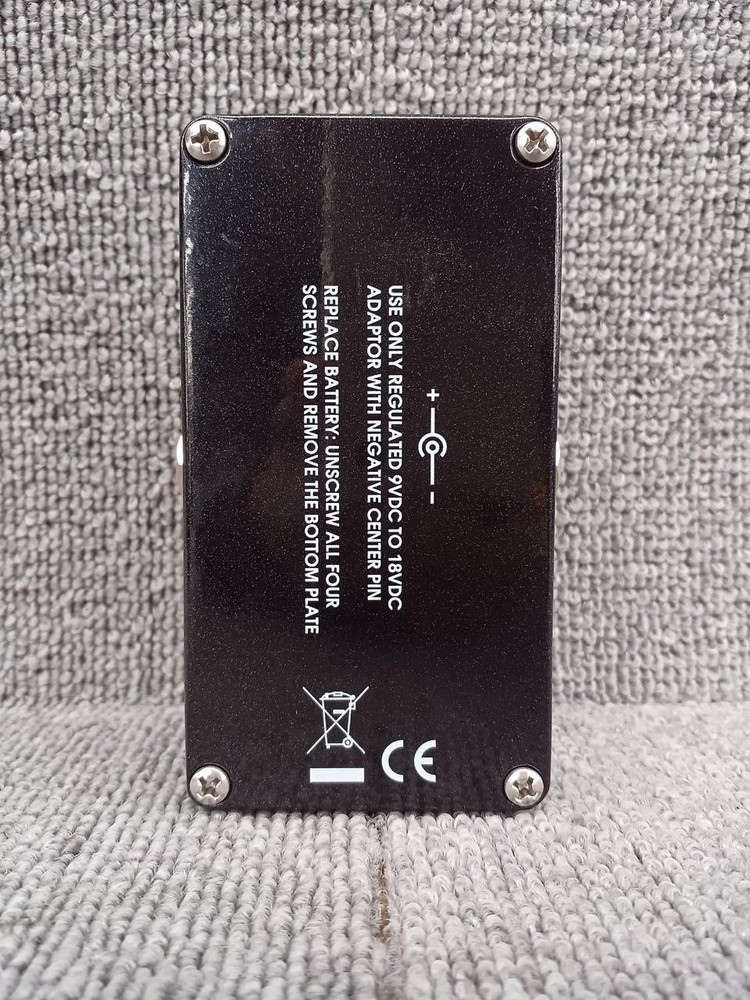 + -
USE ONLY REGULATED 9VDC TO 18VDC
ADAPTOR WITH NEGATIVE CENTER PIN
REPLACE BATTERY: UNSCREW ALL FOUR
SCREWS AND REMOVE THE BOTTOM PLATE
CE